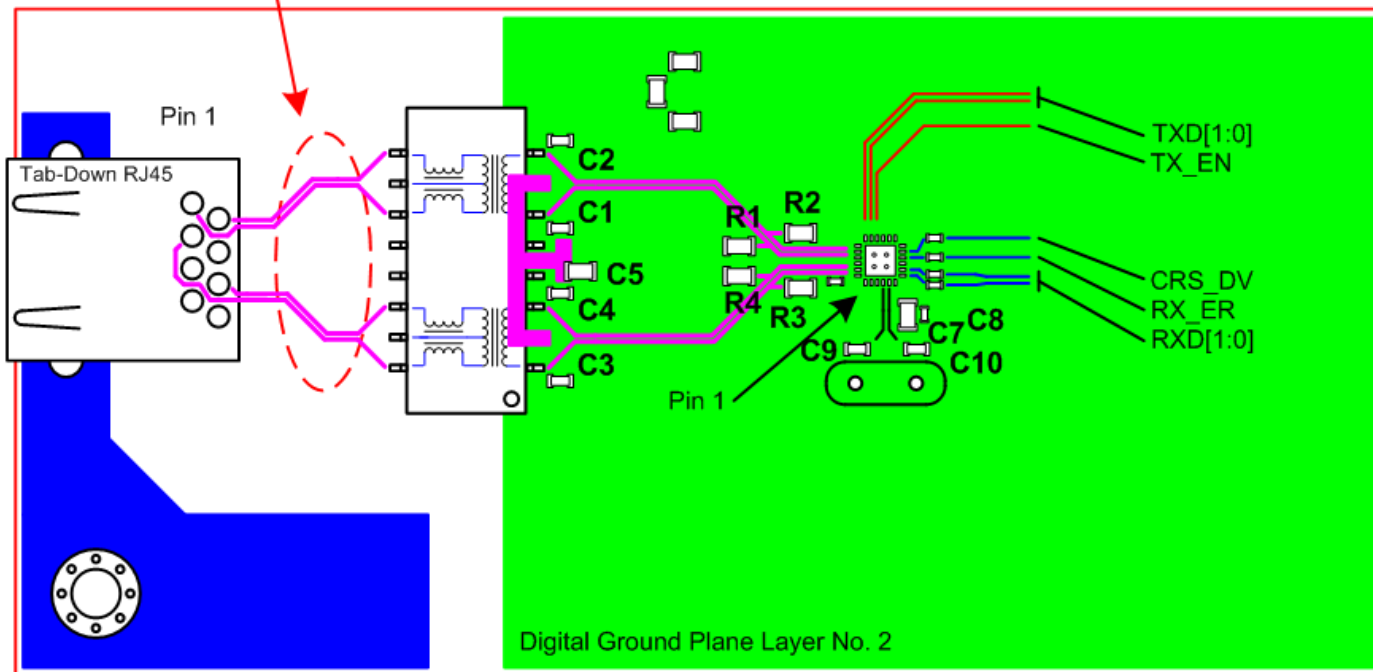 Pin 1
Tab-Down RJ45
TXD[1:0]
TX_EN
C2
C1
R1
R2
C5
C4
C3
R4
R3
CRS_DV
RX_ER
RXD[1:0]
C8
C7
C9
C10
Pin 1
Digital Ground Plane Layer No. 2